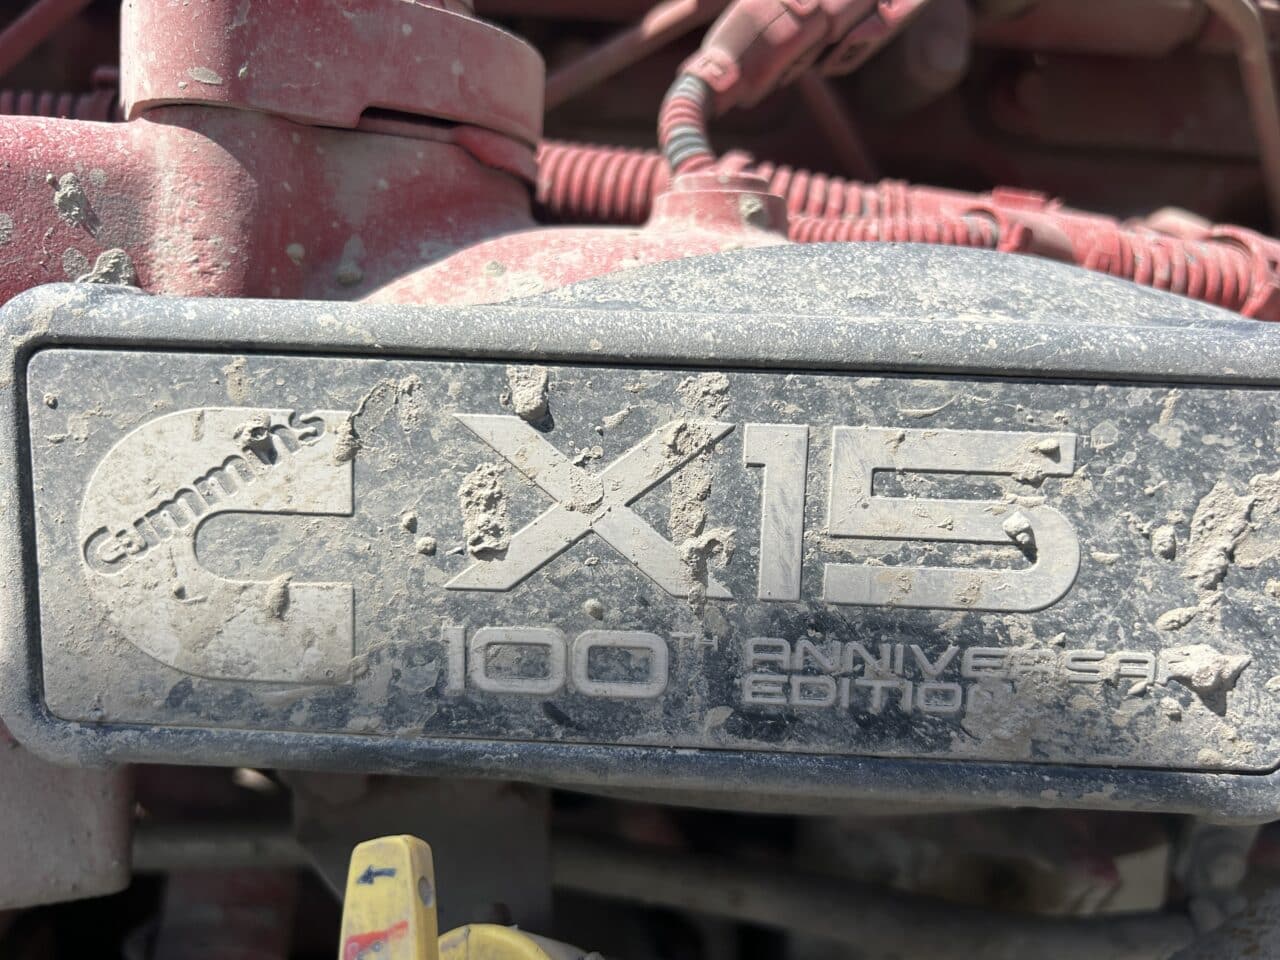 Cummins
X15
100TH ANNIVERSARY
EDITION